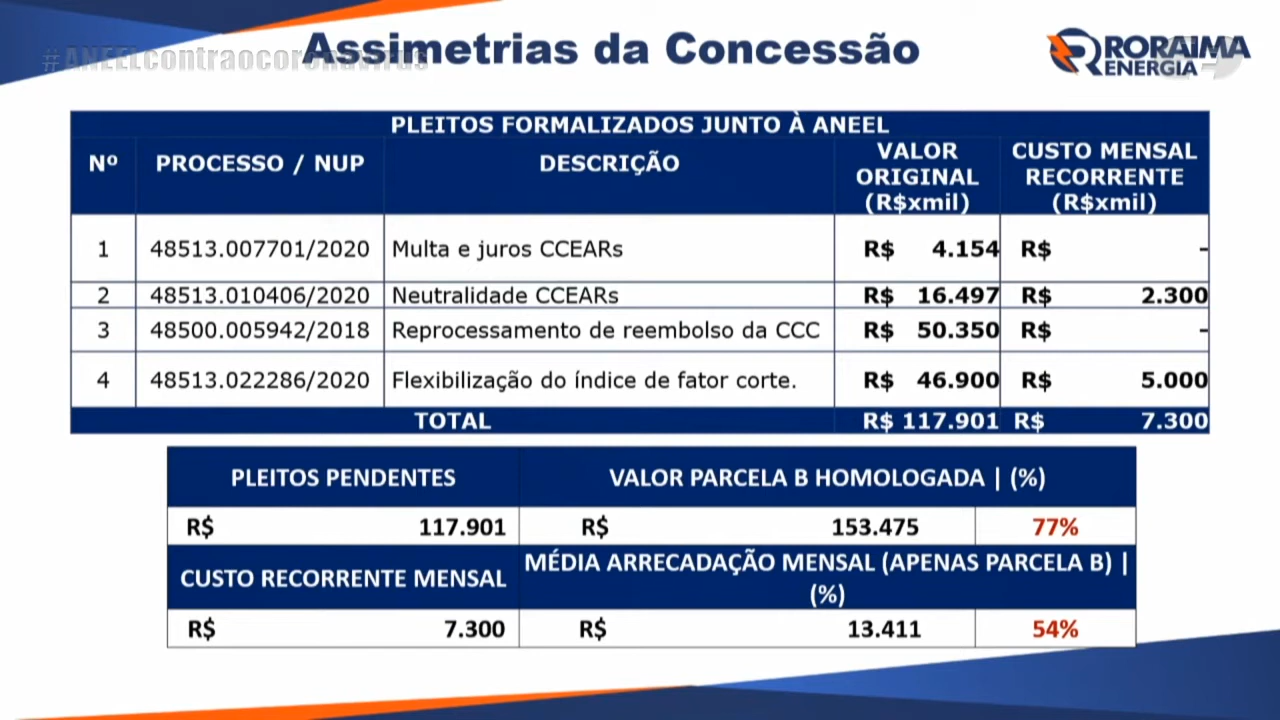 #ANEELcontraocoronavírus
Assimetrias da Concessão
RORAIMA
ENERGIA
PLEITOS FORMALIZADOS JUNTO À ANEEL
Nº PROCESSO / NUP DESCRIÇÃO VALOR ORIGINAL (R$xmil) CUSTO MENSAL RECORRENTE (R$xmil)
1 48513.007701/2020 Multa e juros CCEARs R$ 4.154 R$ -
2 48513.010406/2020 Neutralidade CCEARs R$ 16.497 R$ 2.300
3 48500.005942/2018 Reprocessamento de reembolso da CCC R$ 50.350 R$ -
4 48513.022286/2020 Flexibilização do índice de fator corte. R$ 46.900 R$ 5.000
TOTAL R$ 117.901 R$ 7.300
PLEITOS PENDENTES VALOR PARCELA B HOMOLOGADA | (%)
R$ 117.901 R$ 153.475 77%
CUSTO RECORRENTE MENSAL MÉDIA ARRECADAÇÃO MENSAL (APENAS PARCELA B) | (%)
R$ 7.300 R$ 13.411 54%